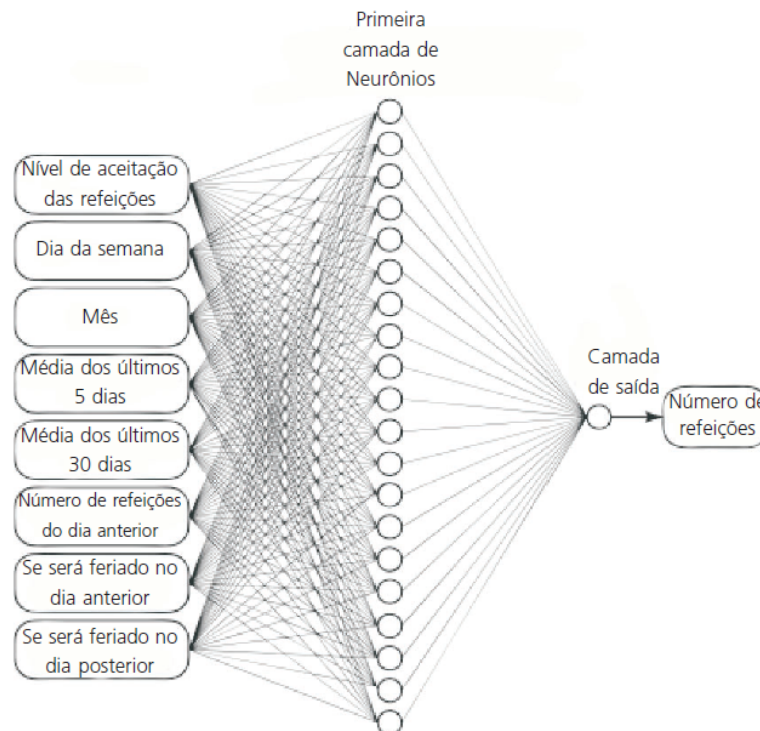 Primeira
camada de
Neurônios
Nível de aceitação
das refeições
Dia da semana
Mês
Média dos últimos
5 dias
Média dos últimos
30 dias
Número de refeições
do dia anterior
Se será feriado no
dia anterior
Se será feriado no
dia posterior
Camada
de saída
Número de
refeições